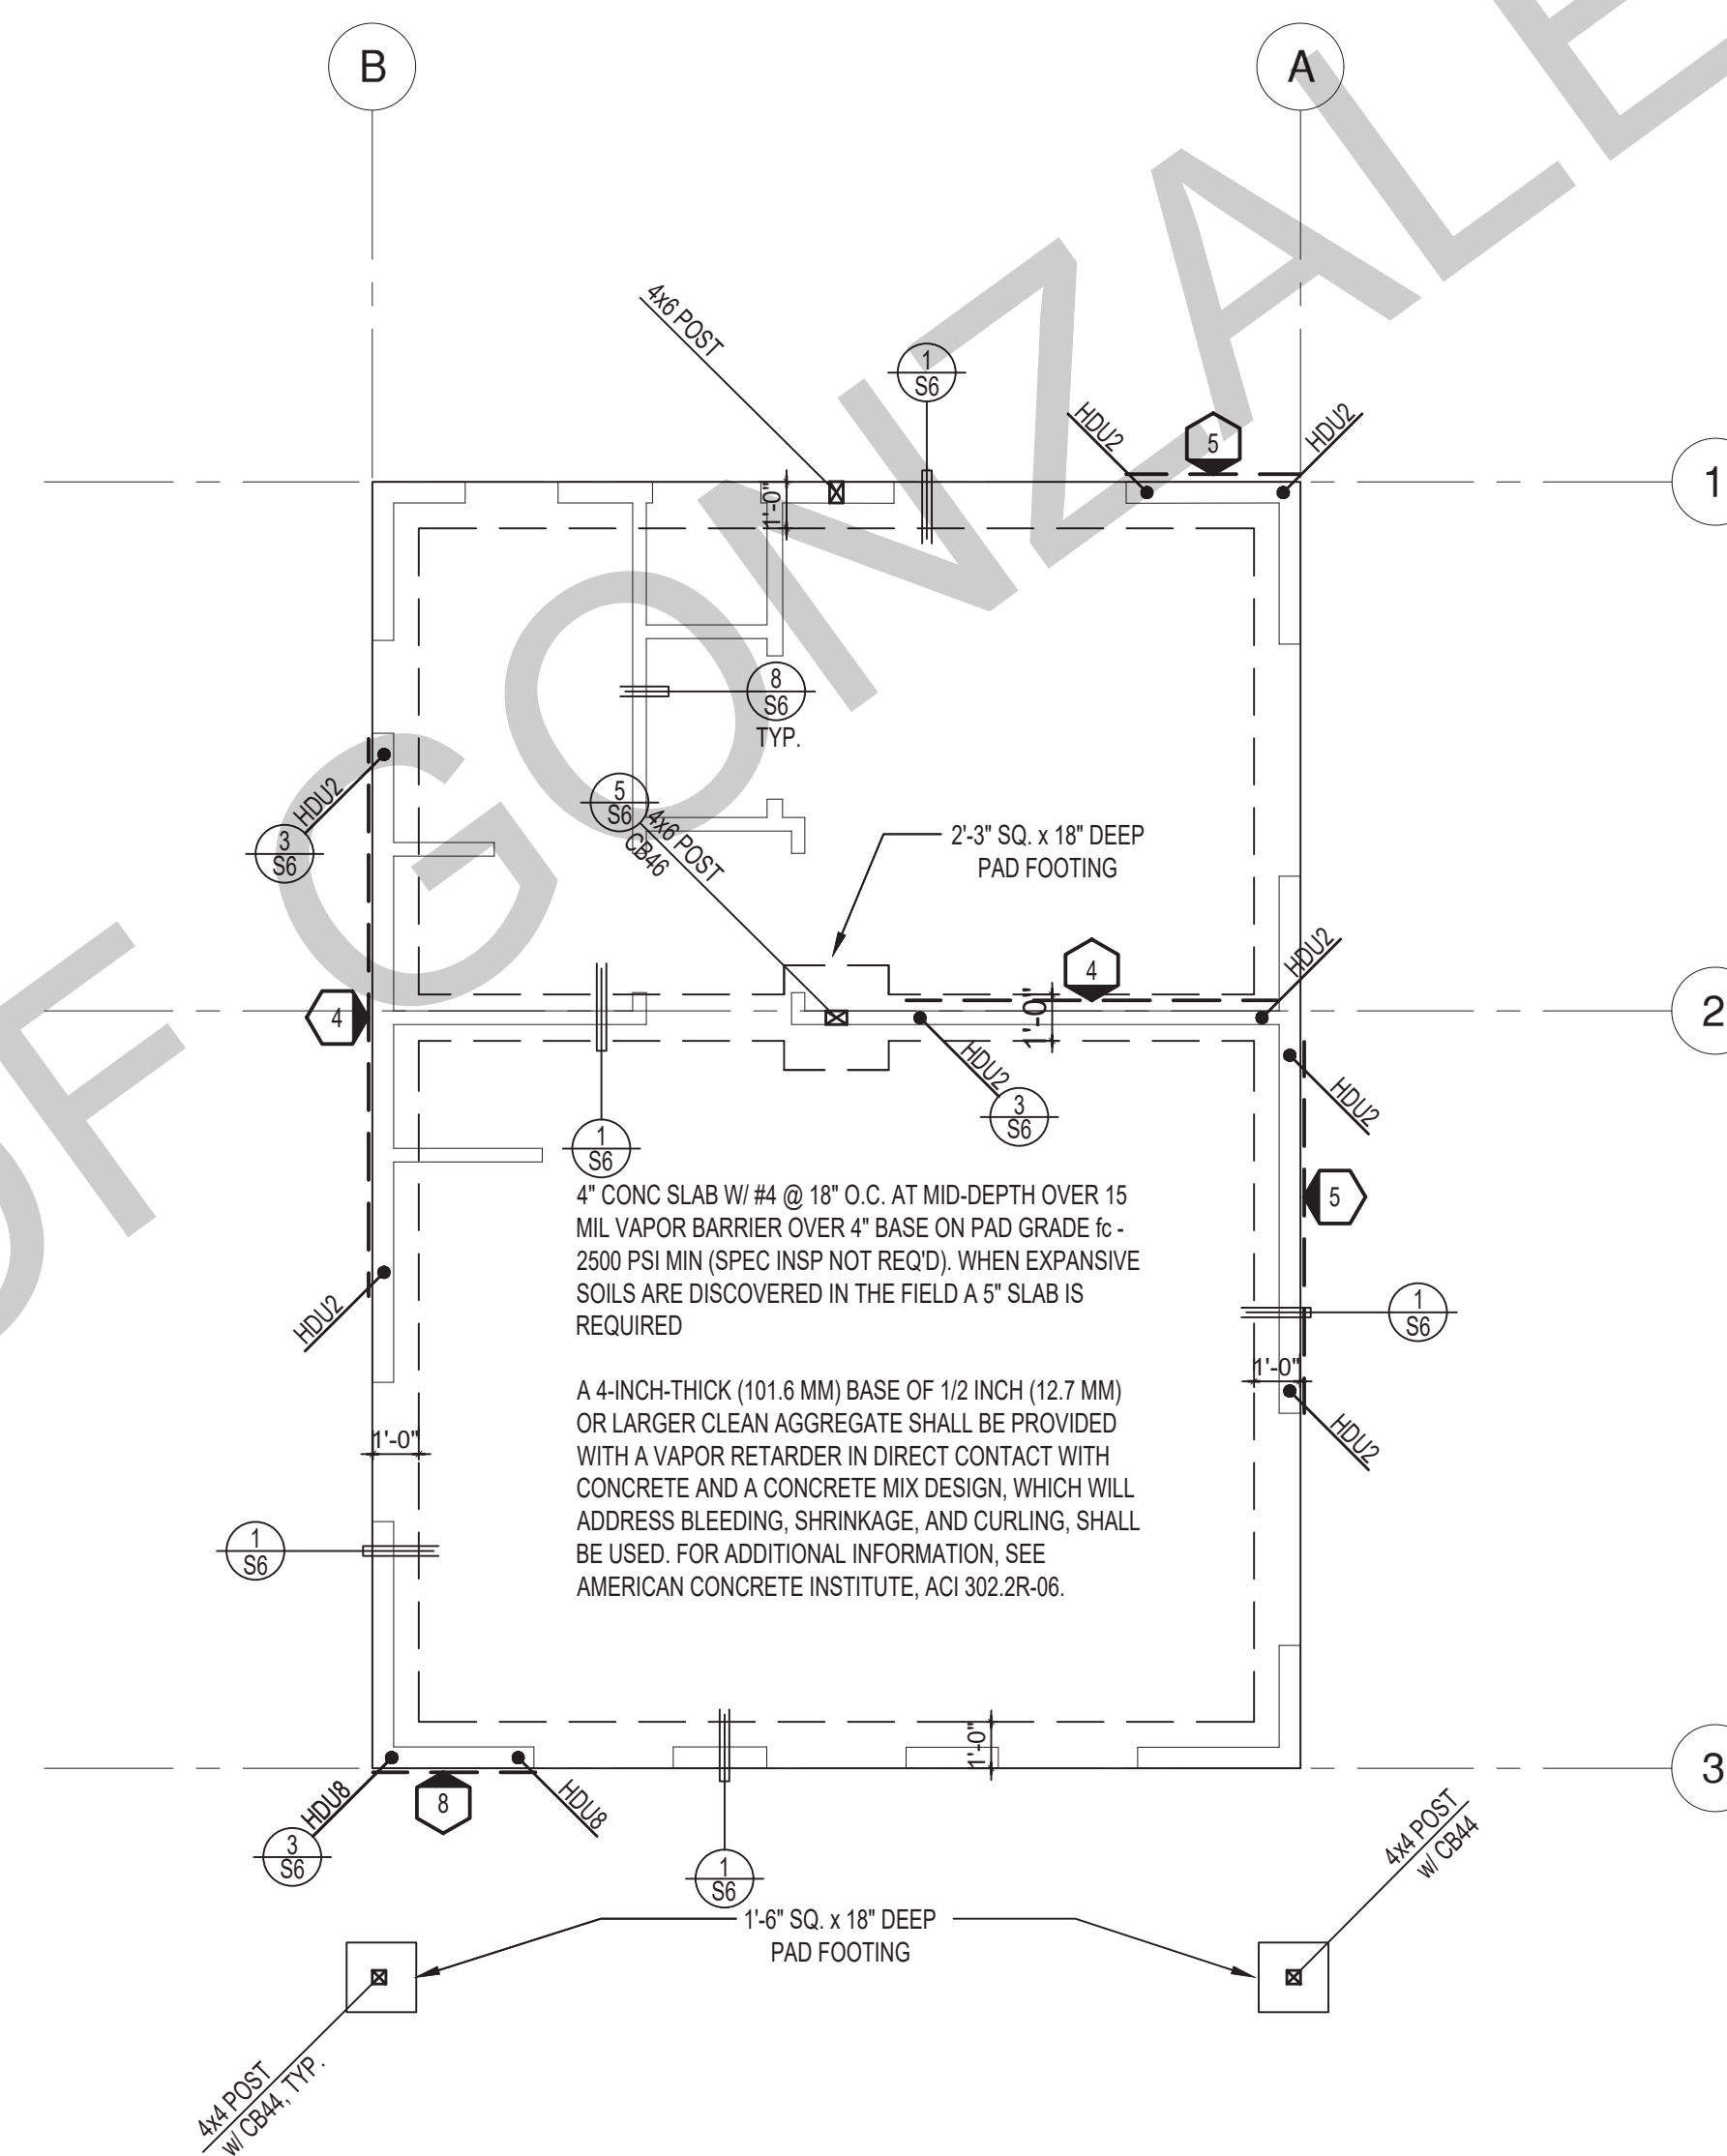 B
A
4x6 POST
1
S6
HDU2
5
HDU2
1
1'-0"
8
S6
TYP.
HDU2
3
S6
5
S6
4x6 POST
CB46
2'-3" SQ. x 18" DEEP
PAD FOOTING
HDU2
4
4
2
1'-0"
HDU2
3
S6
HDU2
1
S6
4" CONC SLAB W/ #4 @ 18" O.C. AT MID-DEPTH OVER 15
MIL VAPOR BARRIER OVER 4" BASE ON PAD GRADE fc -
2500 PSI MIN (SPEC INSP NOT REQ'D). WHEN EXPANSIVE
SOILS ARE DISCOVERED IN THE FIELD A 5" SLAB IS
REQUIRED
5
HDU2
1
S6
1'-0"
A 4-INCH-THICK (101.6 MM) BASE OF 1/2 INCH (12.7 MM)
OR LARGER CLEAN AGGREGATE SHALL BE PROVIDED
WITH A VAPOR RETARDER IN DIRECT CONTACT WITH
CONCRETE AND A CONCRETE MIX DESIGN, WHICH WILL
ADDRESS BLEEDING, SHRINKAGE, AND CURLING, SHALL
BE USED. FOR ADDITIONAL INFORMATION, SEE
AMERICAN CONCRETE INSTITUTE, ACI 302.2R-06.
HDU2
1'-0"
1
S6
1'-0"
3
HDU8
8
HDU8
3
S6
1
S6
4x4 POST
w/ CB44
1'-6" SQ. x 18" DEEP
PAD FOOTING
4x4 POST
w/ CB44, TYP.
OF GONZALE